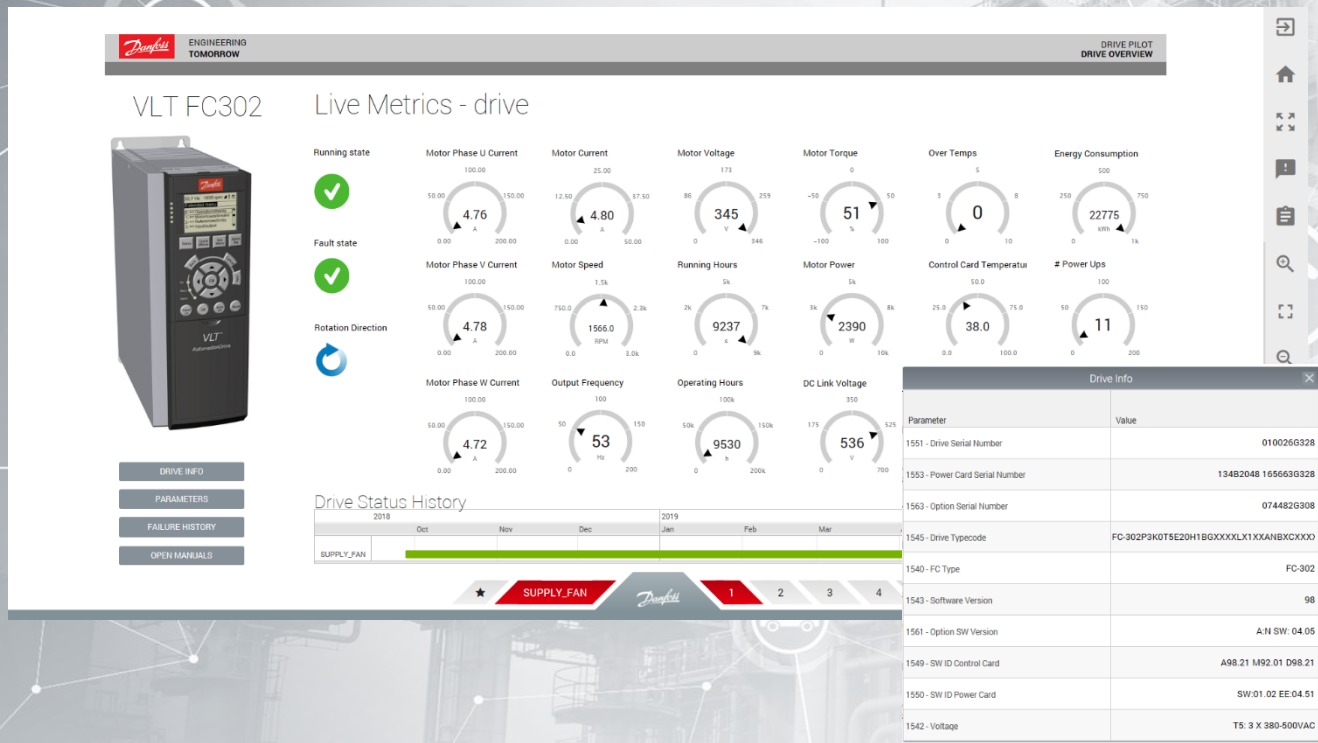 Danfoss ENGINEERING TOMORROW
DRIVE PILOT
DRIVE OVERVIEW
VLT FC302
Live Metrics - drive
Running state
Fault state
Rotation Direction
Motor Phase U Current
100.00
50.00 150.00
4.76
A
0.00 200.00
Motor Current
25.00
12.50 37.50
4.80
A
0.00 50.00
Motor Voltage
173
86 259
345
V
0 346
Motor Torque
0
-50 50
51
%
-100 100
Over Temps
5
3 8
0
0 10
Energy Consumption
500
250 750
22775
kWh
0 1k
Motor Phase V Current
100.00
50.00 150.00
4.78
A
0.00 200.00
Motor Speed
1.5k
750.0 2.3k
1566.0
RPM
0.0 3.0k
Running Hours
5k
2k 7k
9237
s
0 9k
Motor Power
5k
3k 8k
2390
W
0 10k
Control Card Temperatur
50.0
25.0 75.0
38.0
0.0 100.0
# Power Ups
100
50 150
11
0 200
Motor Phase W Current
100.00
50.00 150.00
4.72
A
0.00 200.00
Output Frequency
100
50 150
53
Hz
0 200
Operating Hours
100k
50k 150k
9530
h
0 200k
DC Link Voltage
350
175 525
536
V
0 700
Danfoss
VLT
AutomationDrive
DRIVE INFO
PARAMETERS
FAILURE HISTORY
OPEN MANUALS
Drive Status History
2018 2019
Oct Nov Dec Jan Feb Mar
SUPPLY_FAN
SUPPLY_FAN Danfoss 1 2 3 4
Drive Info
Parameter Value
1551 - Drive Serial Number 010026G328
1553 - Power Card Serial Number 134B2048 165663G328
1563 - Option Serial Number 074482G308
1545 - Drive Typecode FC-302P3K0T5E20H1BGXXXXLX1XXANBXCXXX
1540 - FC Type FC-302
1543 - Software Version 98
1561 - Option SW Version A:N SW: 04.05
1549 - SW ID Control Card A98.21 M92.01 D98.21
1550 - SW ID Power Card SW:01.02 EE:04.51
1542 - Voltage T5: 3 X 380-500VAC